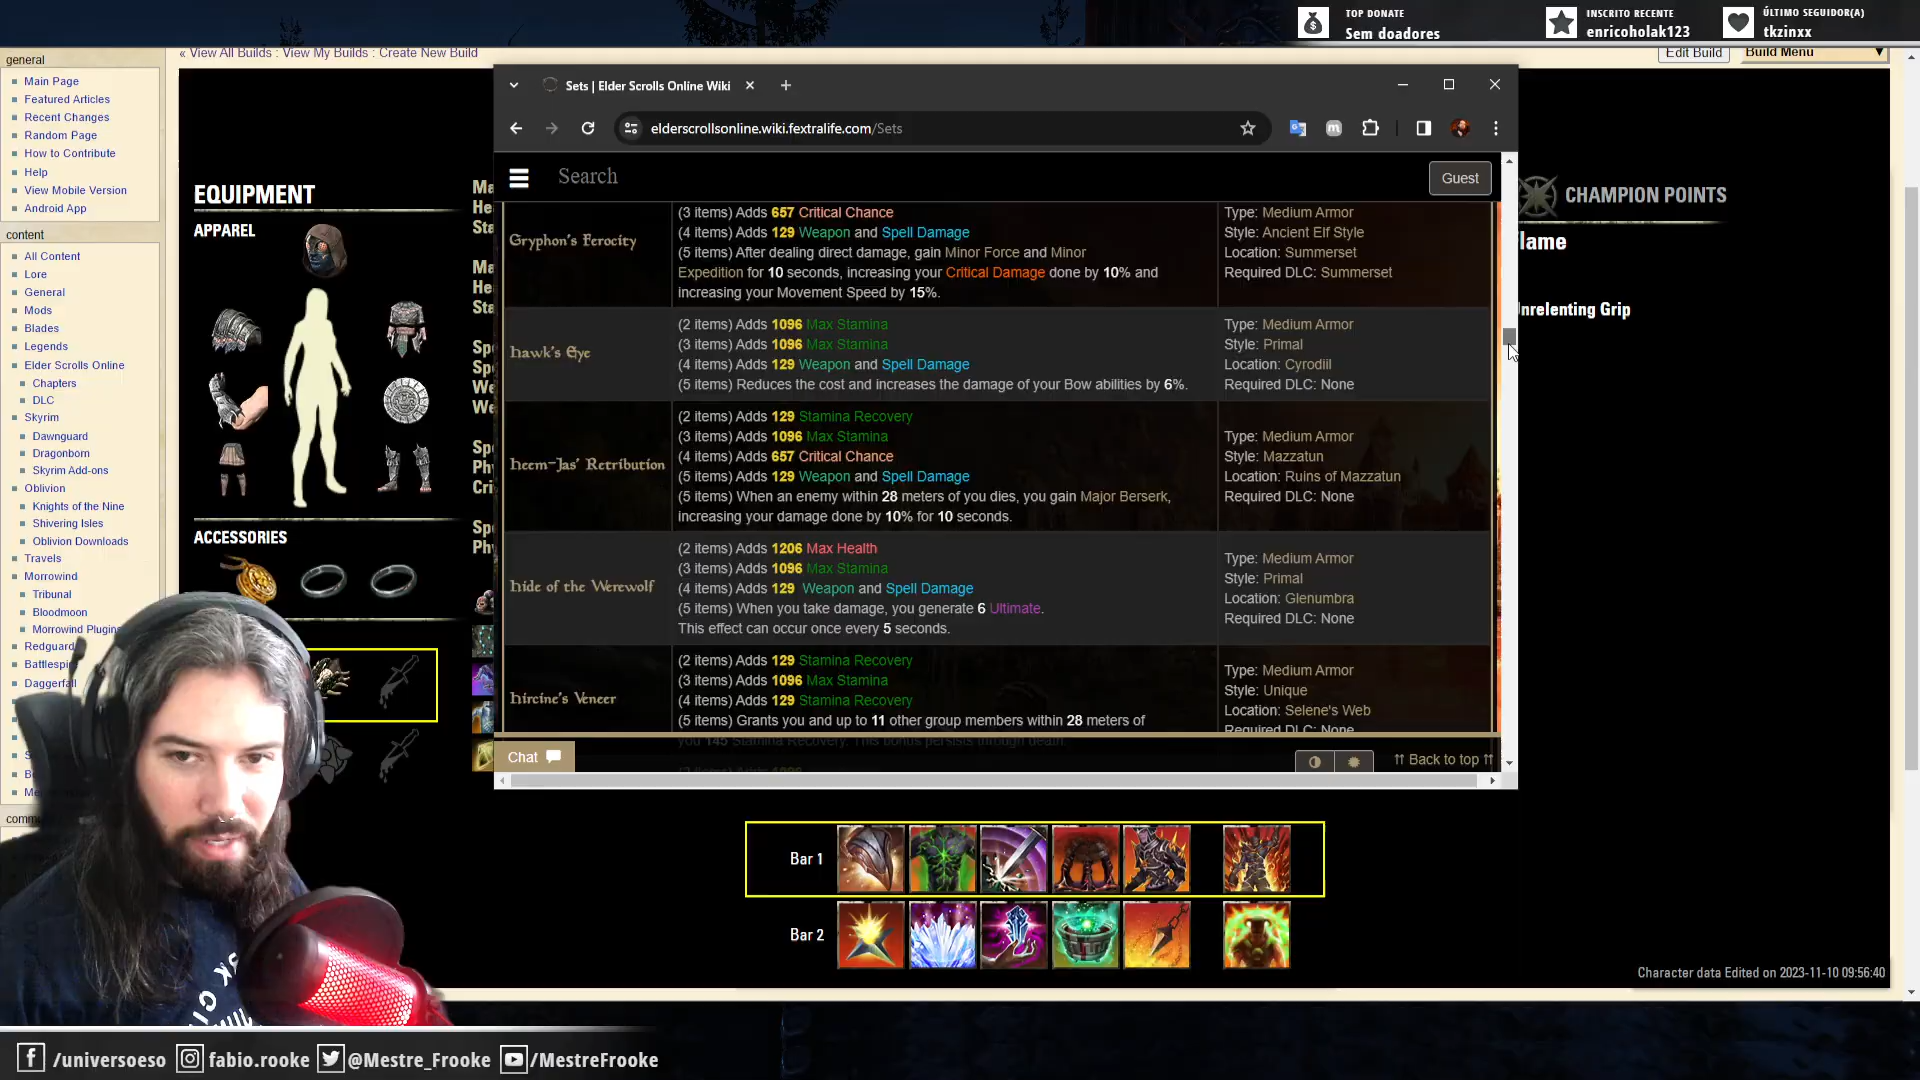 TOP DONATE
Sem doadores
INSCRITO RECENTE
enricoholak123
ÚLTIMO SEGUIDOR(A)
tkzinxx
« View All Builds : View My Builds : Create New Build
Edit Build
Build Menu
general
Main Page
Featured Articles
Recent Changes
Random Page
How to Contribute
Help
View Mobile Version
Android App
content
All Content
Lore
General
Mods
Blades
Legends
Elder Scrolls Online
Chapters
DLC
Skyrim
Dawnguard
Dragonborn
Skyrim Add-ons
Oblivion
Knights of the Nine
Shivering Isles
Oblivion Downloads
Travels
Morrowind
Tribunal
Bloodmoon
Morrowind Plugins
Redguard
Battlespire
Daggerfall
EQUIPMENT
APPAREL
ACCESSORIES
Sets | Elder Scrolls Online Wiki
elderscrollsonline.wiki.fextralife.com/Sets
Search
Guest
Gryphon's Ferocity
(3 items) Adds 657 Critical Chance
(4 items) Adds 129 Weapon and Spell Damage
(5 items) After dealing direct damage, gain Minor Force and Minor
Expedition for 10 seconds, increasing your Critical Damage done by 10% and
increasing your Movement Speed by 15%.
Type: Medium Armor
Style: Ancient Elf Style
Location: Summerset
Required DLC: Summerset
Hawk's Eye
(2 items) Adds 1096 Max Stamina
(3 items) Adds 1096 Max Stamina
(4 items) Adds 129 Weapon and Spell Damage
(5 items) Reduces the cost and increases the damage of your Bow abilities by 6%.
Type: Medium Armor
Style: Primal
Location: Cyrodiil
Required DLC: None
Heem-Jas' Retribution
(2 items) Adds 129 Stamina Recovery
(3 items) Adds 1096 Max Stamina
(4 items) Adds 657 Critical Chance
(5 items) Adds 129 Weapon and Spell Damage
(5 items) When an enemy within 28 meters of you dies, you gain Major Berserk,
increasing your damage done by 10% for 10 seconds.
Type: Medium Armor
Style: Mazzatun
Location: Ruins of Mazzatun
Required DLC: None
Hide of the Werewolf
(2 items) Adds 1206 Max Health
(3 items) Adds 1096 Max Stamina
(4 items) Adds 129 Weapon and Spell Damage
(5 items) When you take damage, you generate 6 Ultimate.
This effect can occur once every 5 seconds.
Type: Medium Armor
Style: Primal
Location: Glenumbra
Required DLC: None
Hircine's Veneer
(2 items) Adds 129 Stamina Recovery
(3 items) Adds 1096 Max Stamina
(4 items) Adds 129 Stamina Recovery
(5 items) Grants you and up to 11 other group members within 28 meters of
you 145 Stamina Recovery. This bonus persists through death.
Type: Medium Armor
Style: Unique
Location: Selene's Web
Required DLC: None
Chat
Back to top
CHAMPION POINTS
lame
nrelenting Grip
Bar 1
Bar 2
Character data Edited on 2023-11-10 09:56:40
/universoeso
fabio.rooke
@Mestre_Frooke
/MestreFrooke